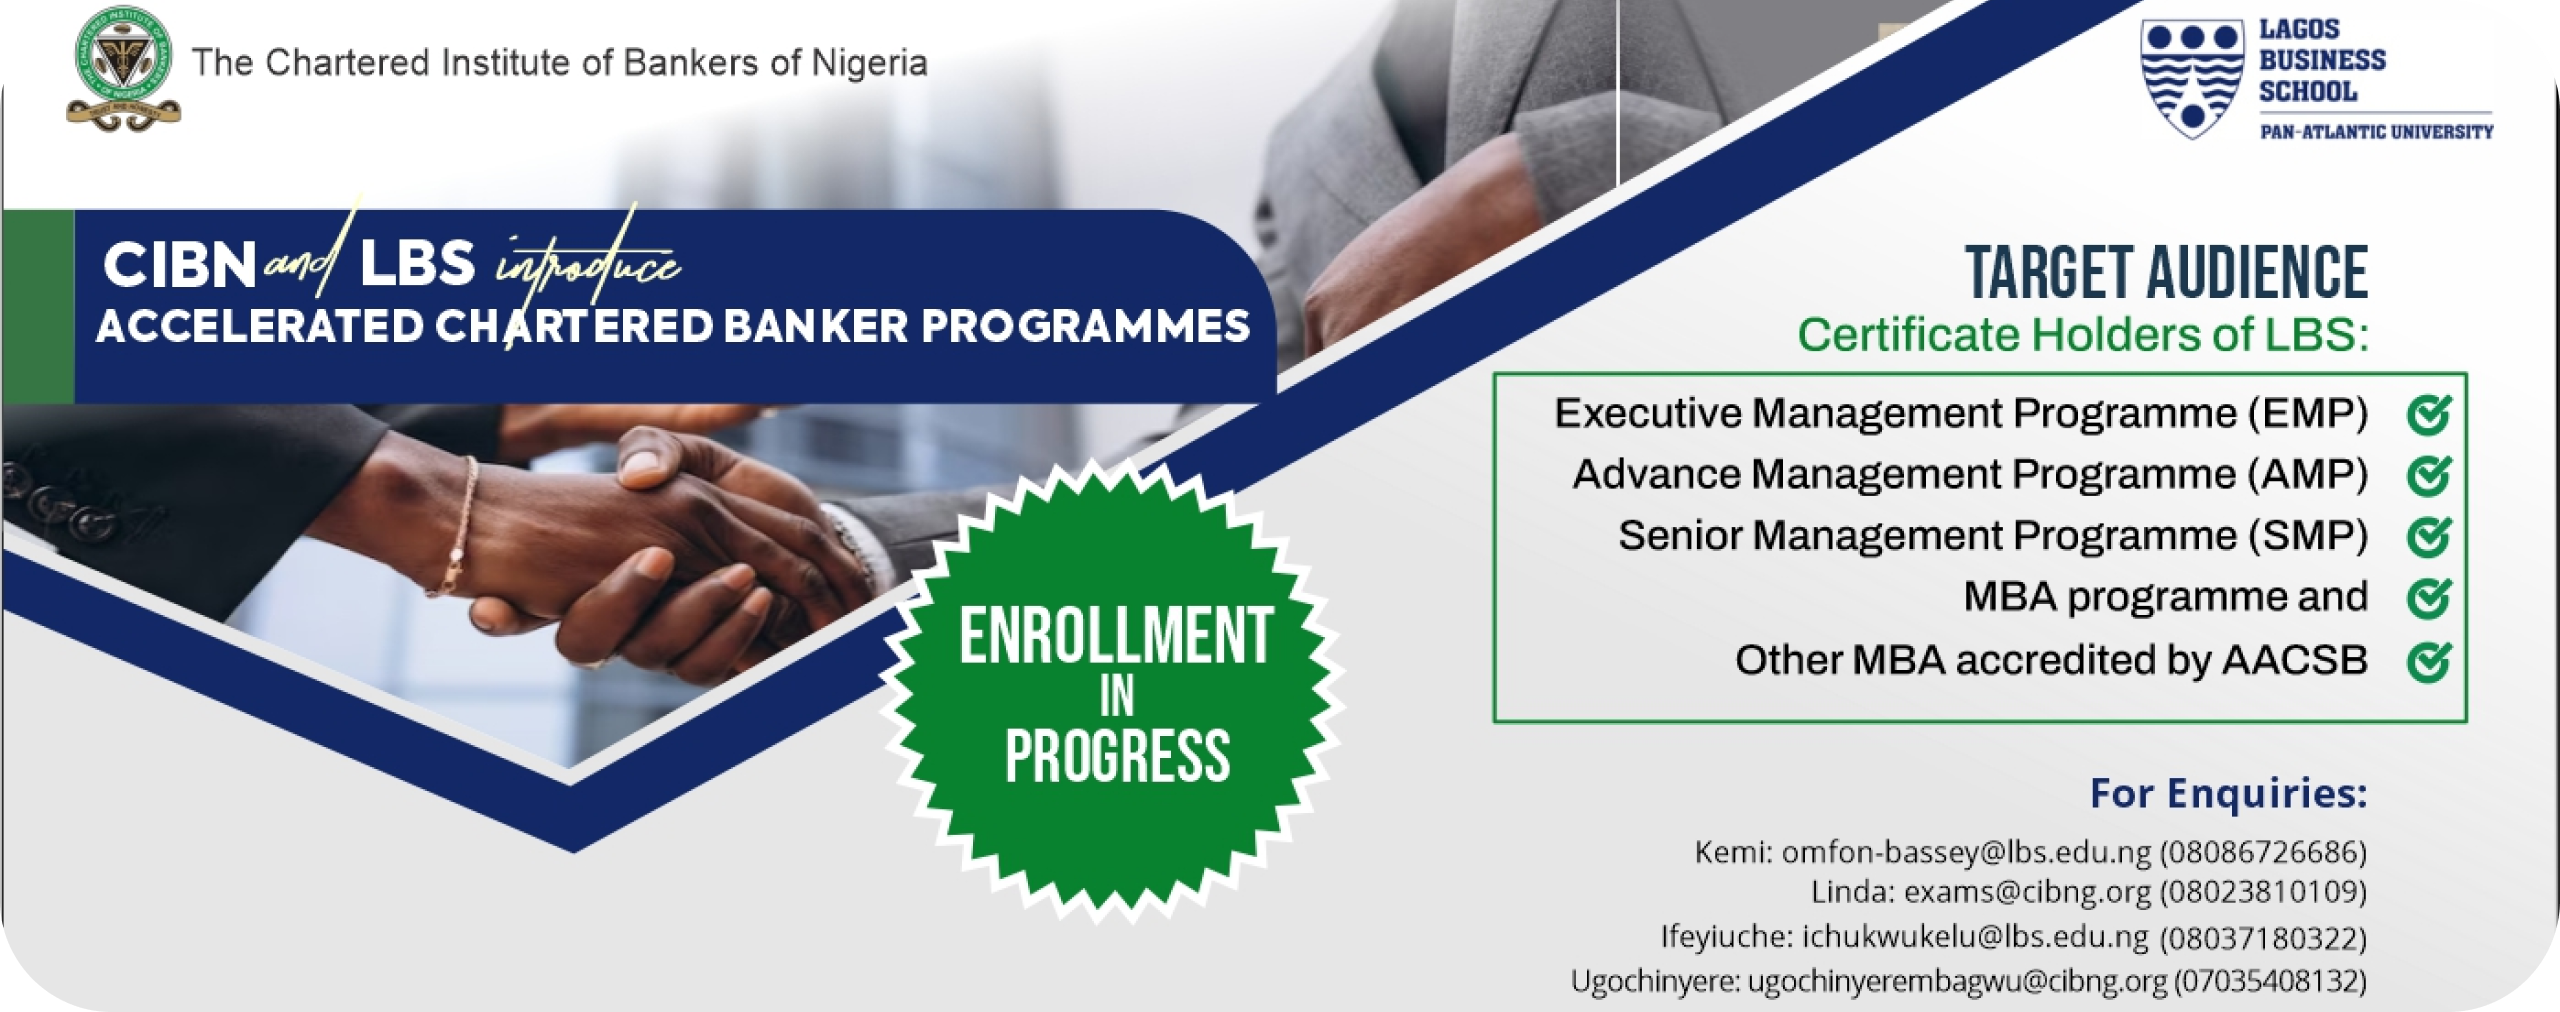 The Chartered Institute of Bankers of Nigeria
LAGOS
BUSINESS
SCHOOL
PAN-ATLANTIC UNIVERSITY
CIBN and LBS introduce
ACCELERATED CHARTERED BANKER PROGRAMMES
TARGET AUDIENCE
Certificate Holders of LBS:
Executive Management Programme (EMP)
Advance Management Programme (AMP)
Senior Management Programme (SMP)
MBA programme and
Other MBA accredited by AACSB
ENROLLMENT
IN
PROGRESS
For Enquiries:
Kemi: omfon-bassey@lbs.edu.ng (08086726686)
Linda: exams@cibng.org (08023810109)
Ifeyiuche: ichukwukelu@lbs.edu.ng (08037180322)
Ugochinyere: ugochinyerembagwu@cibng.org (07035408132)